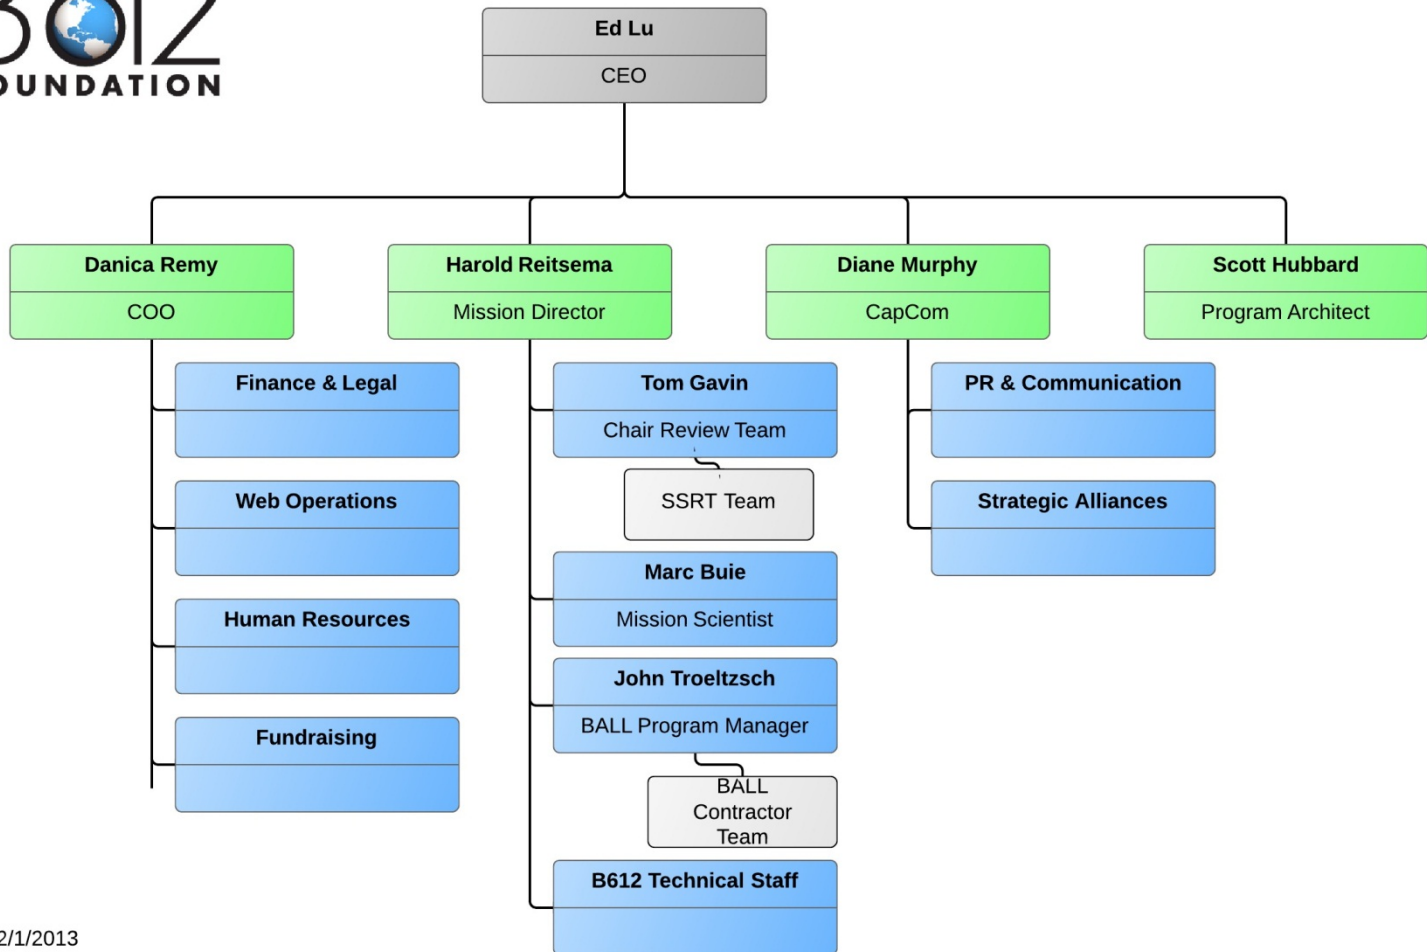 OUNDATION
Ed Lu
CEO
Danica Remy
COO
Harold Reitsema
Mission Director
Diane Murphy
CapCom
Scott Hubbard
Program Architect
Finance & Legal
Web Operations
Human Resources
Fundraising
Tom Gavin
Chair Review Team
SSRT Team
Marc Buie
Mission Scientist
John Troeltzsch
BALL Program Manager
BALL
Contractor
Team
B612 Technical Staff
PR & Communication
Strategic Alliances
2/1/2013